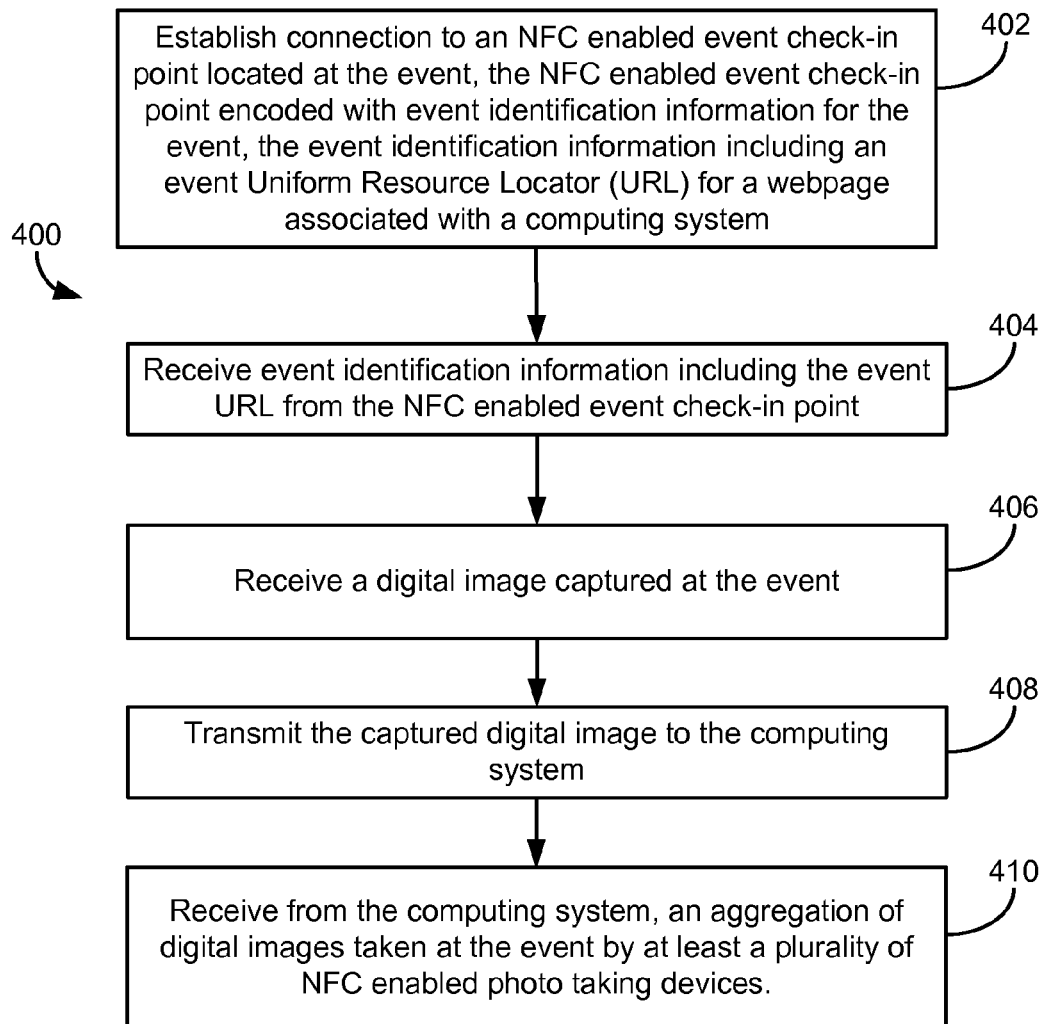 Establish connection to an NFC enabled event check-in
point located at the event, the NFC enabled event check-in
point encoded with event identification information for the
event, the event identification information including an
event Uniform Resource Locator (URL) for a webpage
associated with a computing system
402
400
Receive event identification information including the event
URL from the NFC enabled event check-in point
404
Receive a digital image captured at the event
406
Transmit the captured digital image to the computing
system
408
Receive from the computing system, an aggregation of
digital images taken at the event by at least a plurality of
NFC enabled photo taking devices.
410